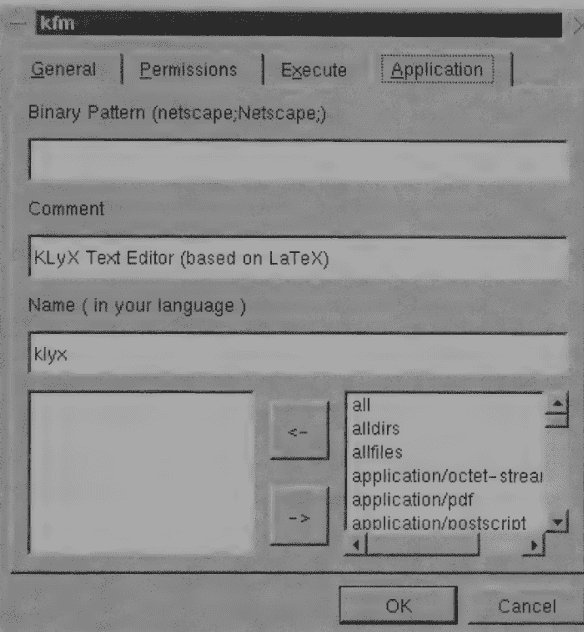 kfm
General Permissions Execute Application
Binary Pattern (netscape;Netscape;)
Comment
KLyX Text Editor (based on LaTeX)
Name ( in your language )
klyx
<-
->
all
alldirs
allfiles
application/octet-strea
application/pdf
application/postscript
OK Cancel